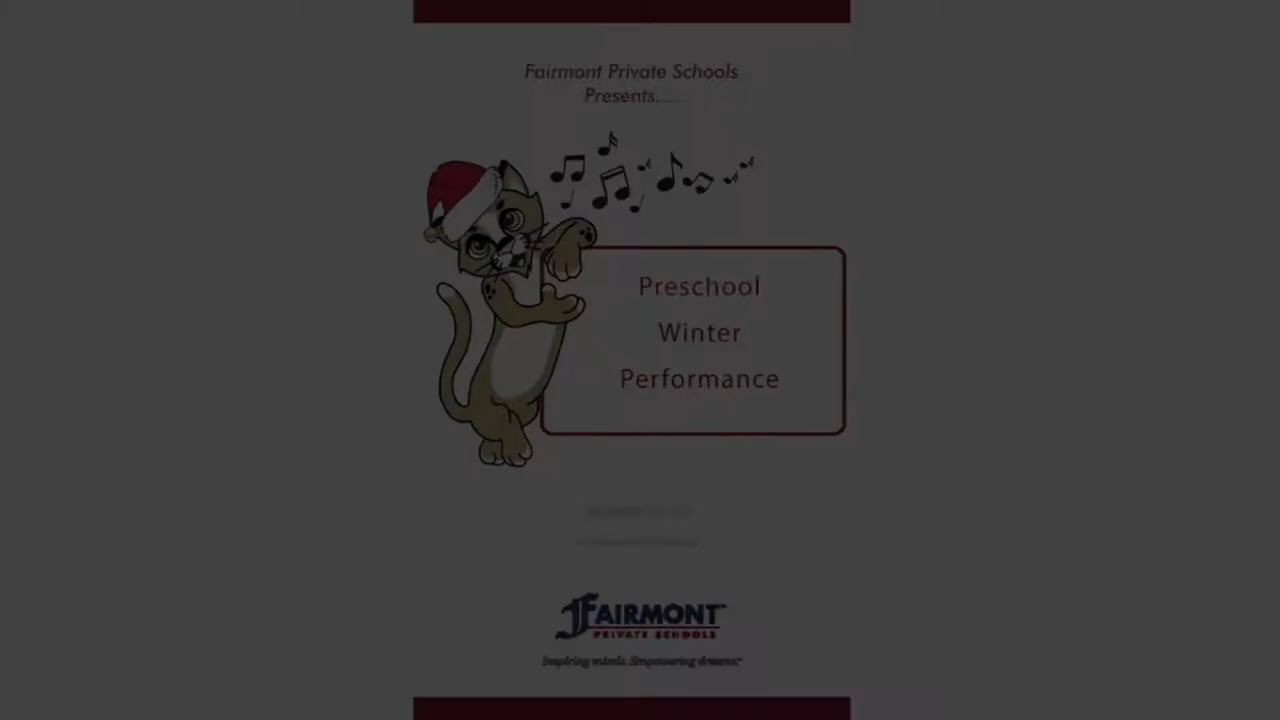 Fairmont Private Schools
Presents.....
Preschool
Winter
Performance
FAIRMONT
PRIVATE SCHOOLS
Inspiring minds. Empowering dreams.